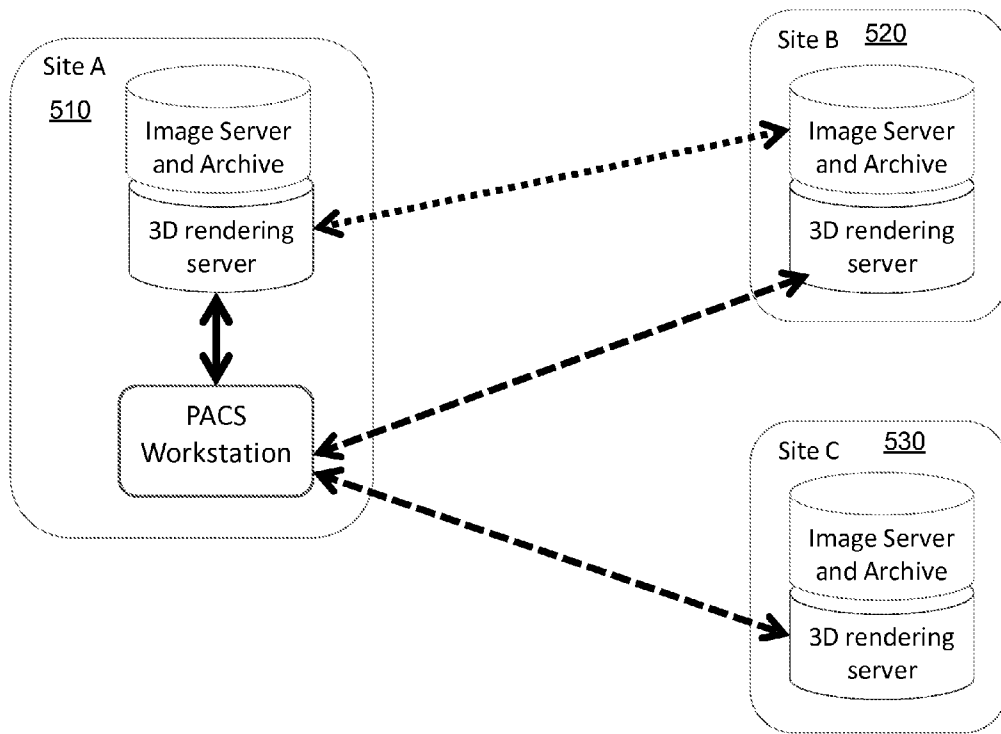 Site A
510
Image Server
and Archive
3D rendering
server
PACS
Workstation
Site B
520
Image Server
and Archive
3D rendering
server
Site C
530
Image Server
and Archive
3D rendering
server